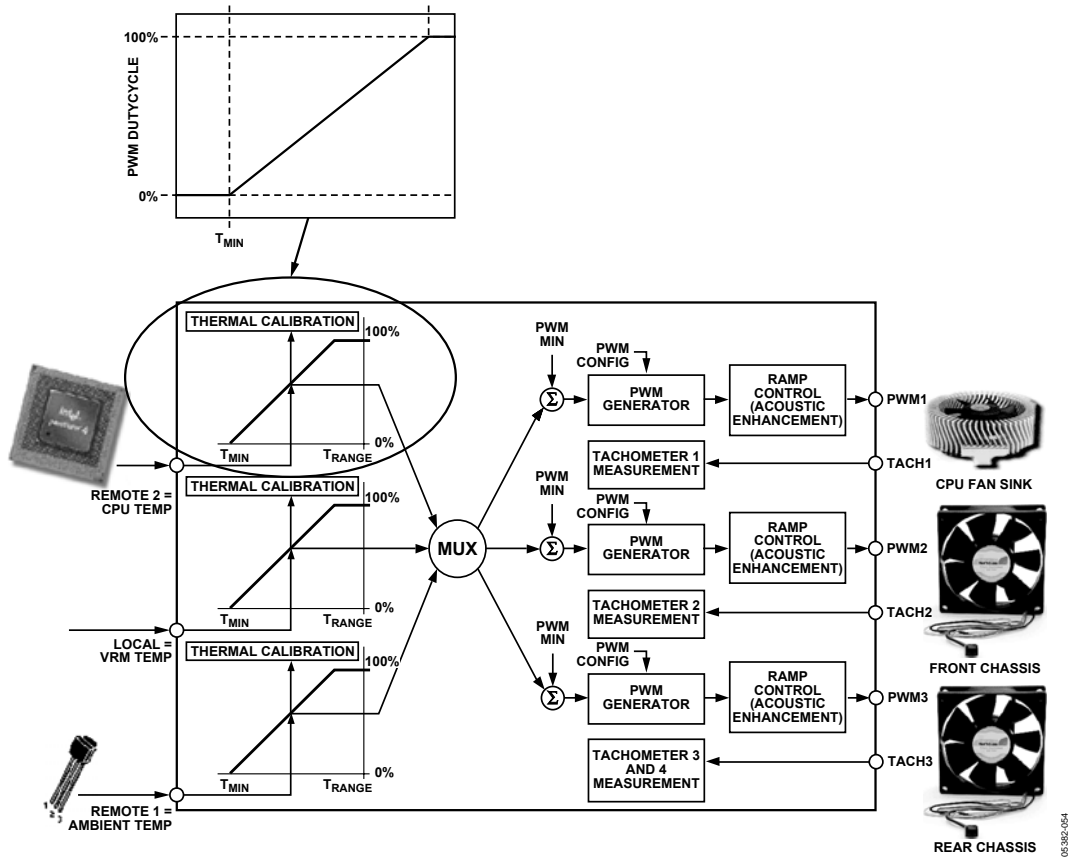 100%
PWM DUTYCYCLE
0%
TMIN
THERMAL CALIBRATION
100%
0%
TMIN
TRANGE
REMOTE 2 =
CPU TEMP
THERMAL CALIBRATION
100%
0%
TMIN
TRANGE
LOCAL =
VRM TEMP
THERMAL CALIBRATION
100%
0%
TMIN
TRANGE
REMOTE 1 =
AMBIENT TEMP
MUX
PWM
MIN
PWM
CONFIG
Σ
PWM
GENERATOR
RAMP
CONTROL
(ACOUSTIC
ENHANCEMENT)
PWM1
TACHOMETER 1
MEASUREMENT
TACH1
CPU FAN SINK
PWM
MIN
PWM
CONFIG
Σ
PWM
GENERATOR
RAMP
CONTROL
(ACOUSTIC
ENHANCEMENT)
PWM2
TACHOMETER 2
MEASUREMENT
TACH2
FRONT CHASSIS
PWM
MIN
PWM
CONFIG
Σ
PWM
GENERATOR
RAMP
CONTROL
(ACOUSTIC
ENHANCEMENT)
PWM3
TACHOMETER 3
AND 4
MEASUREMENT
TACH3
REAR CHASSIS
1
2
3
05382-054